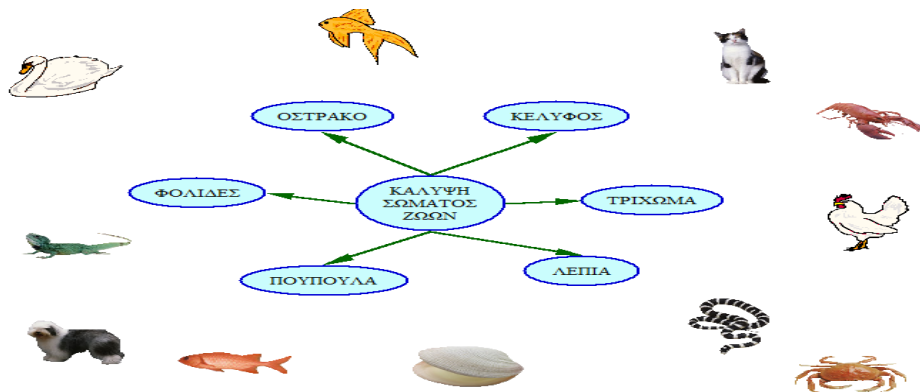 ΟΣΤΡΑΚΟ
ΚΕΛΥΦΟΣ
ΦΟΛΙΔΕΣ
ΚΑΛΥΨΗ
ΣΩΜΑΤΟΣ
ΖΩΩΝ
ΤΡΙΧΩΜΑ
ΠΟΥΠΟΥΛΑ
ΛΕΠΙΑ